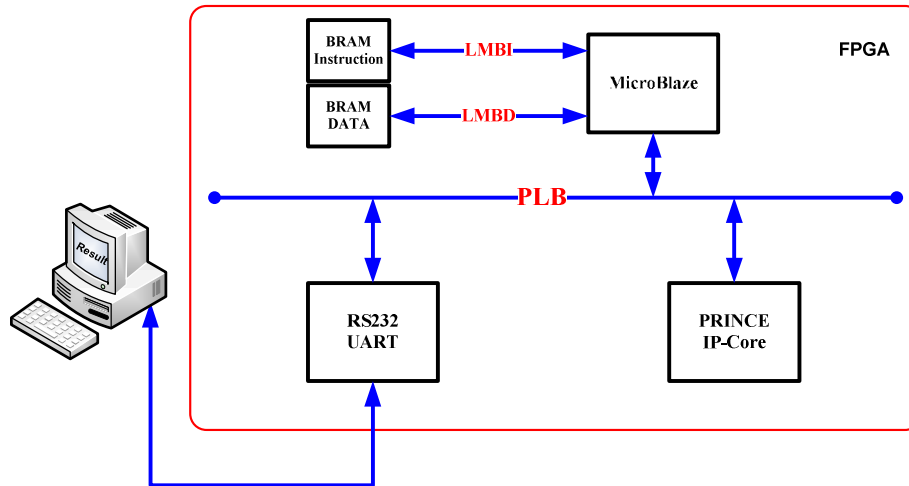 BRAM
Instruction
LMBI
MicroBlaze
FPGA
BRAM
DATA
LMBD
PLB
Result
RS232
UART
PRINCE
IP-Core